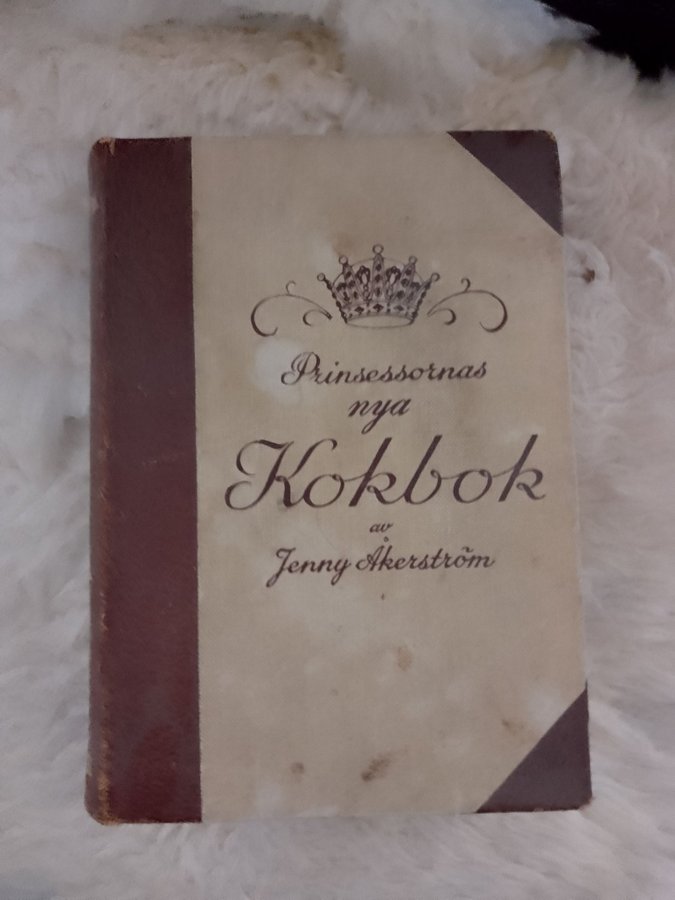 Prinsessornas
nya
Kokbok
av
Jenny Åkerström